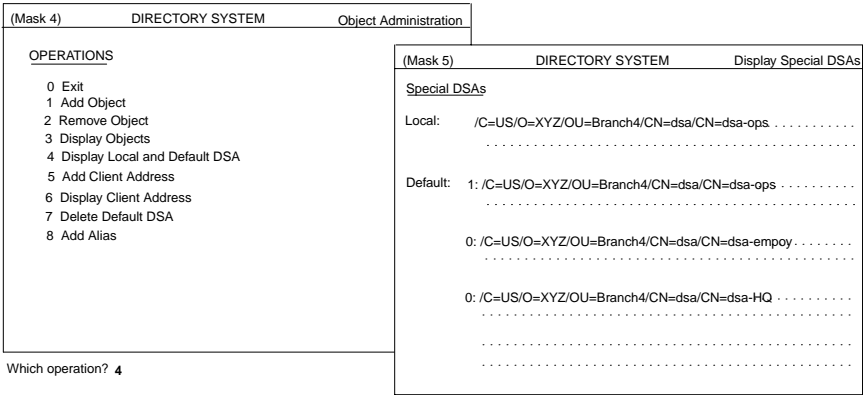 (Mask 4) DIRECTORY SYSTEM Object Administration
OPERATIONS
0 Exit
1 Add Object
2 Remove Object
3 Display Objects
4 Display Local and Default DSA
5 Add Client Address
6 Display Client Address
7 Delete Default DSA
8 Add Alias
Which operation? 4
(Mask 5) DIRECTORY SYSTEM Display Special DSAs
Special DSAs
Local: /C=US/O=XYZ/OU=Branch4/CN=dsa/CN=dsa-ops
Default: 1: /C=US/O=XYZ/OU=Branch4/CN=dsa/CN=dsa-ops
0: /C=US/O=XYZ/OU=Branch4/CN=dsa/CN=dsa-empoy
0: /C=US/O=XYZ/OU=Branch4/CN=dsa/CN=dsa-HQ